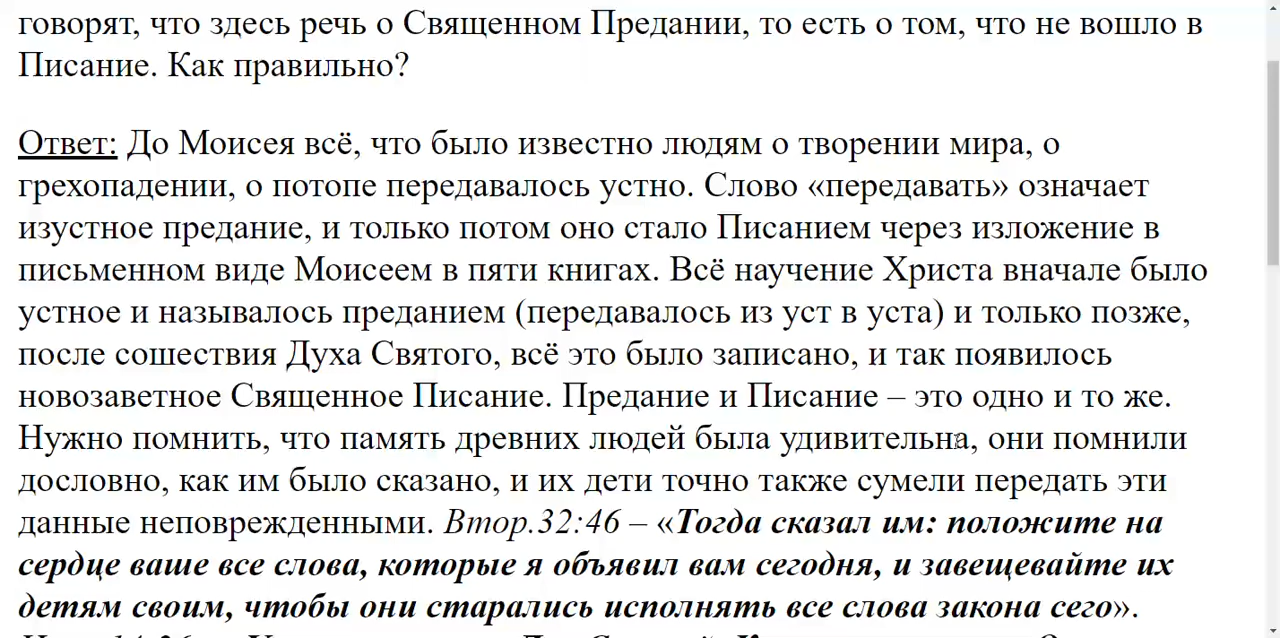 говорят, что здесь речь о Священном Предании, то есть о том, что не вошло в
Писание. Как правильно?
Ответ: До Моисея всё, что было известно людям о творении мира, о
грехопадении, о потопе передавалось устно. Слово «передавать» означает
изустное предание, и только потом оно стало Писанием через изложение в
письменном виде Моисеем в пяти книгах. Всё научение Христа вначале было
устное и называлось преданием (передавалось из уст в уста) и только позже,
после сошествия Духа Святого, всё это было записано, и так появилось
новозаветное Священное Писание. Предание и Писание – это одно и то же.
Нужно помнить, что память древних людей была удивительна, они помнили
дословно, как им было сказано, и их дети точно также сумели передать эти
данные неповрежденными. Втор.32:46 – «Тогда сказал им: положите на
сердце ваше все слова, которые я объявил вам сегодня, и завещевайте их
детям своим, чтобы они старались исполнять все слова закона сего».